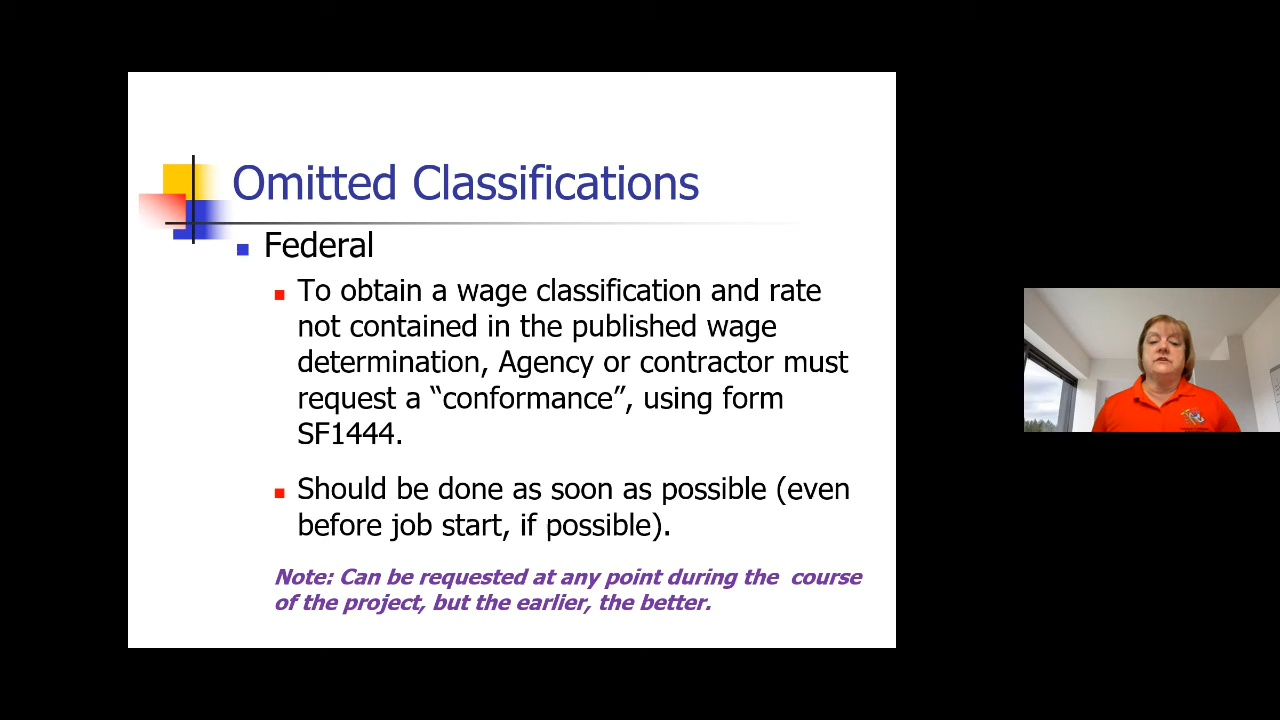 Omitted Classifications
Federal
To obtain a wage classification and rate
not contained in the published wage
determination, Agency or contractor must
request a “conformance”, using form
SF1444.
Should be done as soon as possible (even
before job start, if possible).
Note: Can be requested at any point during the course
of the project, but the earlier, the better.